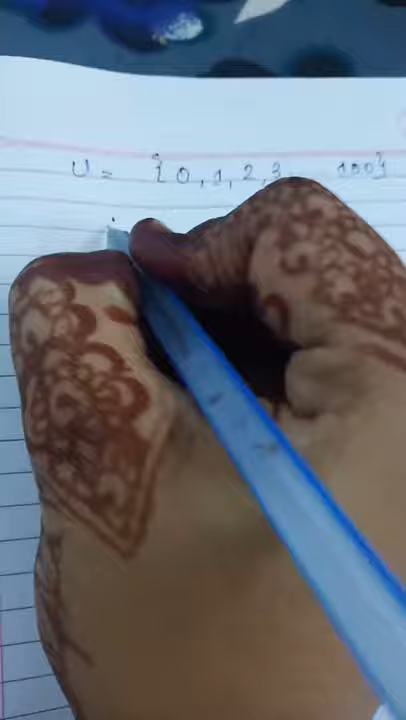 U = { 0, 1, 2, 3 100}